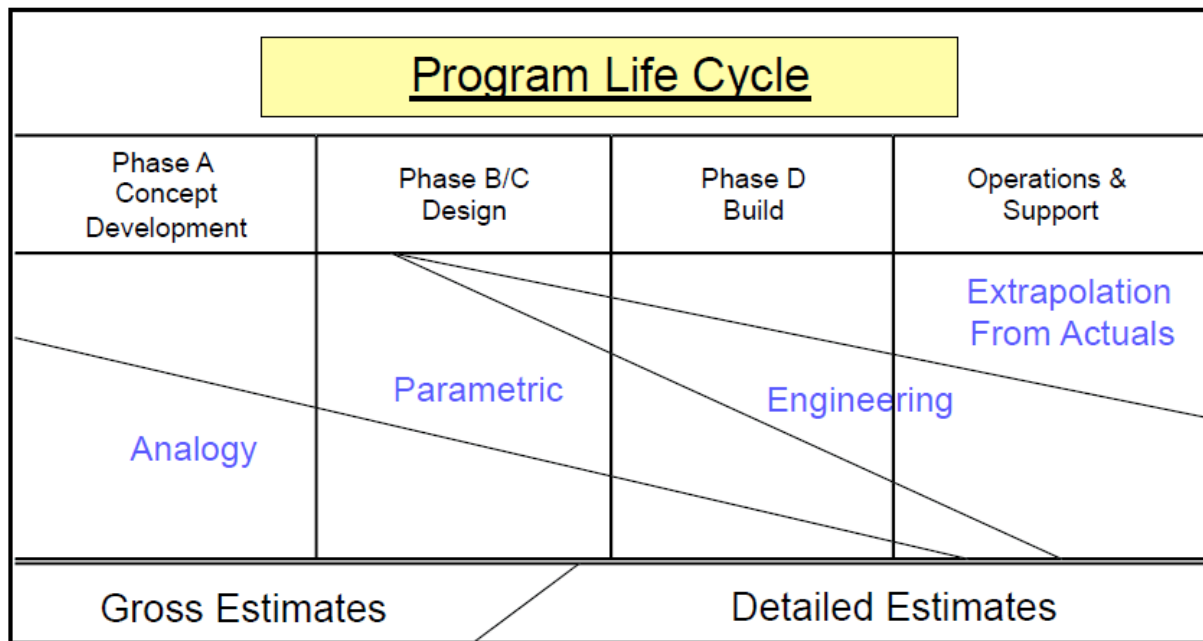 Program Life Cycle
Phase A
Concept
Development
Phase B/C
Design
Phase D
Build
Operations &
Support
Analogy
Parametric
Engineering
Extrapolation
From Actuals
Gross Estimates
Detailed Estimates